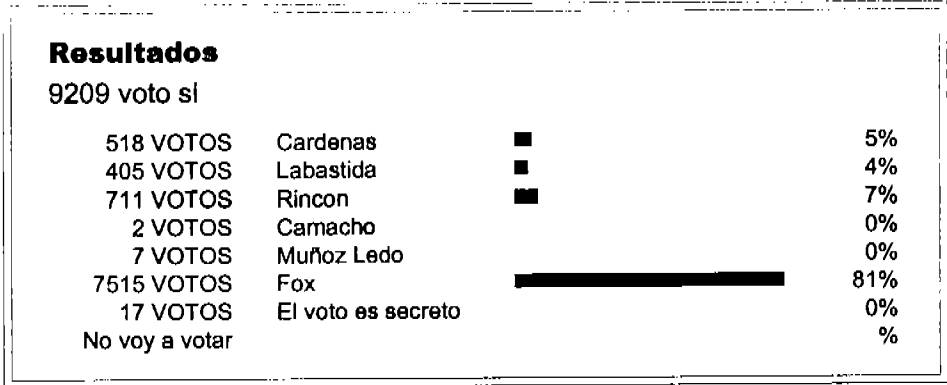 Resultados
9209 voto si
518 VOTOS Cardenas 5%
405 VOTOS Labastida 4%
711 VOTOS Rincon 7%
2 VOTOS Camacho 0%
7 VOTOS Muñoz Ledo 0%
7515 VOTOS Fox 81%
17 VOTOS El voto es secreto 0%
No voy a votar %